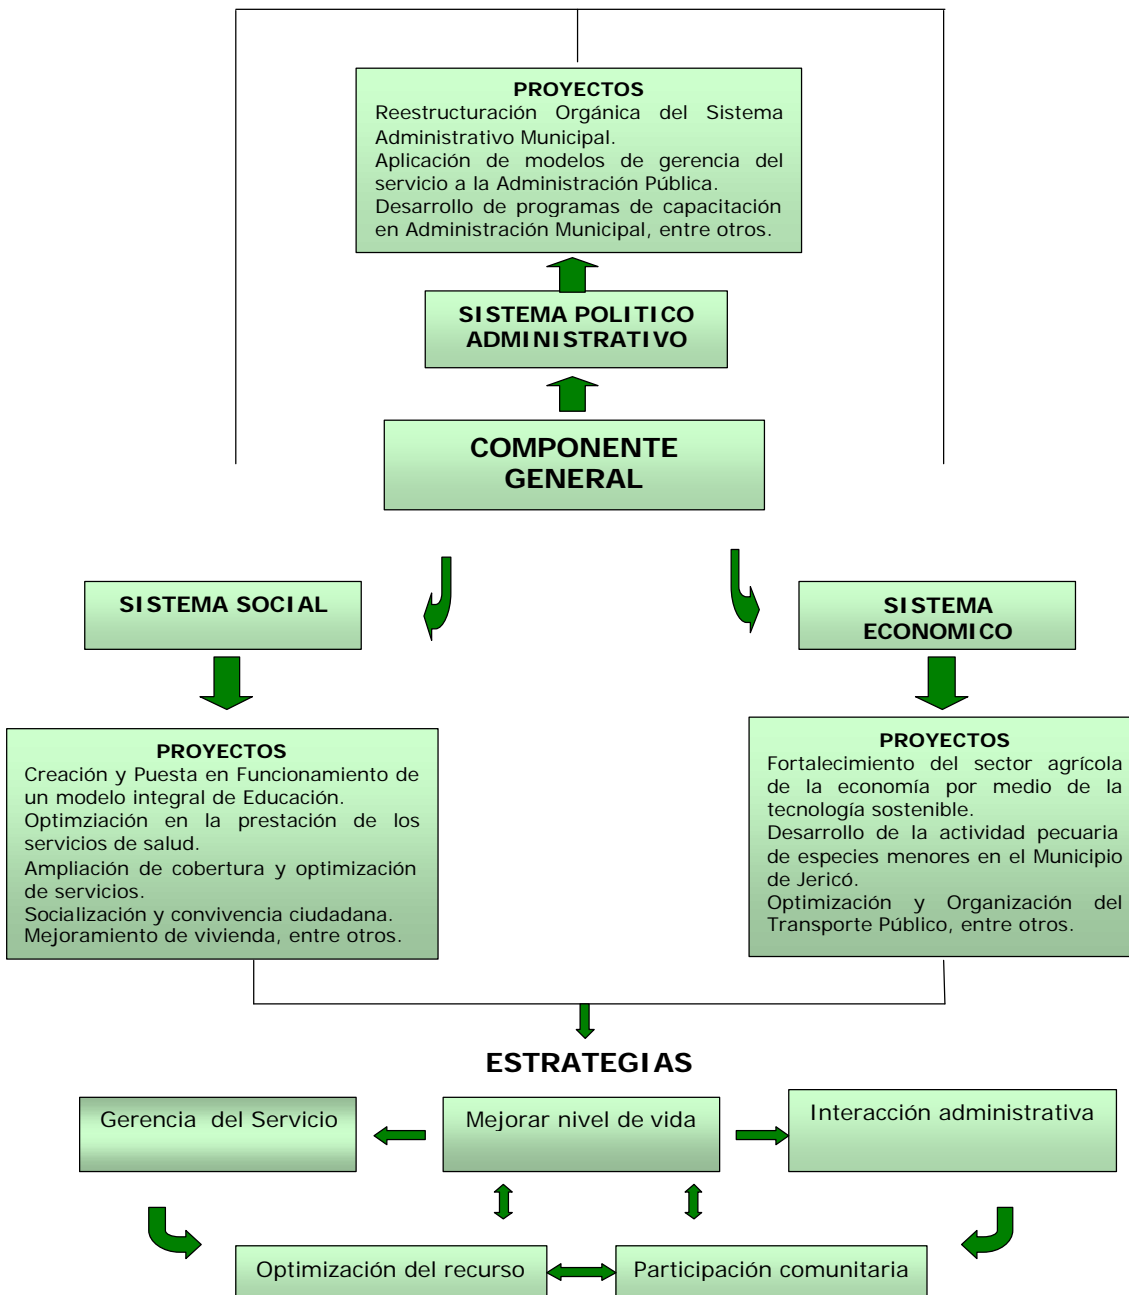 PROYECTOS
Reestructuración Orgánica del Sistema
Administrativo Municipal.
Aplicación de modelos de gerencia del
servicio a la Administración Pública.
Desarrollo de programas de capacitación
en Administración Municipal, entre otros.
SISTEMA POLITICO
ADMINISTRATIVO
COMPONENTE
GENERAL
SISTEMA SOCIAL
SISTEMA
ECONOMICO
PROYECTOS
Creación y Puesta en Funcionamiento de
un modelo integral de Educación.
Optimziación en la prestación de los
servicios de salud.
Ampliación de cobertura y optimización
de servicios.
Socialización y convivencia ciudadana.
Mejoramiento de vivienda, entre otros.
PROYECTOS
Fortalecimiento del sector agrícola
de la economía por medio de la
tecnología sostenible.
Desarrollo de la actividad pecuaria
de especies menores en el Municipio
de Jericó.
Optimización y Organización del
Transporte Público, entre otros.
ESTRATEGIAS
Gerencia del Servicio
Mejorar nivel de vida
Interacción administrativa
Optimización del recurso
Participación comunitaria